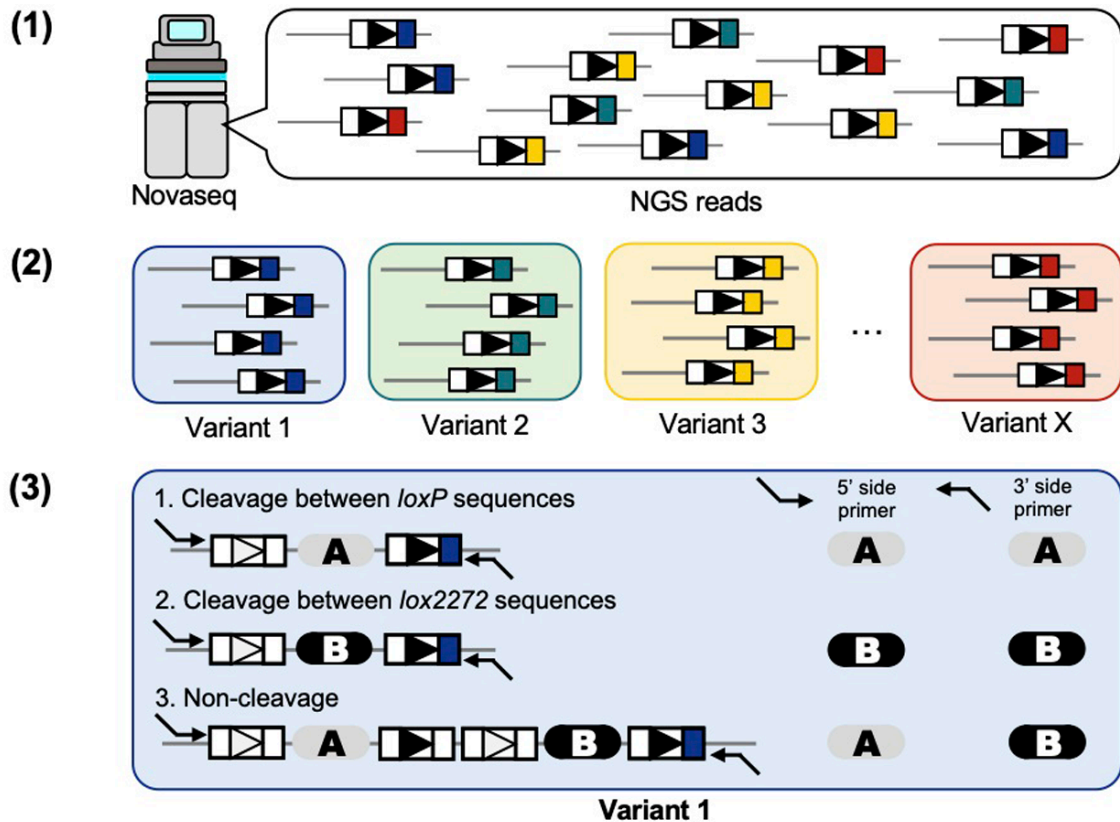 (1)
Novaseq
NGS reads
(2)
...
Variant 1
Variant 2
Variant 3
Variant X
(3)
1. Cleavage between loxP sequences
5’ side
primer
3’ side
primer
A
A
A
2. Cleavage between lox2272 sequences
B
B
B
3. Non-cleavage
A
B
A
B
Variant 1